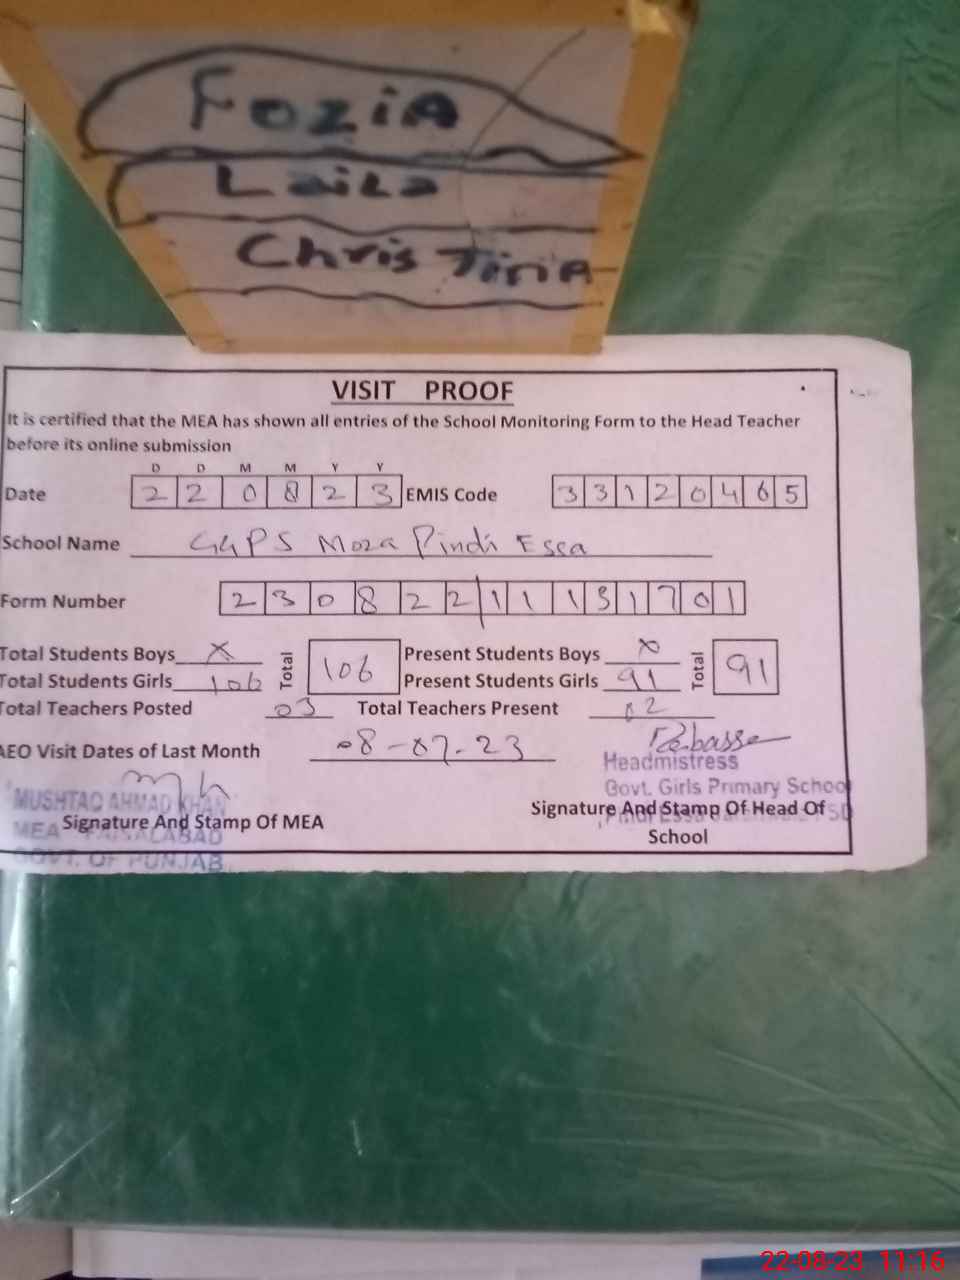 FoziA
Laila
ChrisTinA
VISIT PROOF
It is certified that the MEA has shown all entries of the School Monitoring Form to the Head Teacher
before its online submission
D D M M Y Y
Date 2 2 0 8 2 3 EMIS Code 3 3 1 2 0 4 6 5
School Name GGPS Moza Pindi Essa
Form Number 2 3 0 8 2 2 1 1 1 3 1 7 0 1
Total Students Boys X Total 106 Present Students Boys X Total 91
Total Students Girls 106 Present Students Girls 91
Total Teachers Posted 03 Total Teachers Present 02
AEO Visit Dates of Last Month 08-07-23
Headmistress
Govt. Girls Primary School
MUSHTAQ AHMAD KHAN
Signature And Stamp Of MEA
MEA FAISALABAD
GOVT. OF PUNJAB
Signature And Stamp Of Head Of
School
22-08-23 11:16